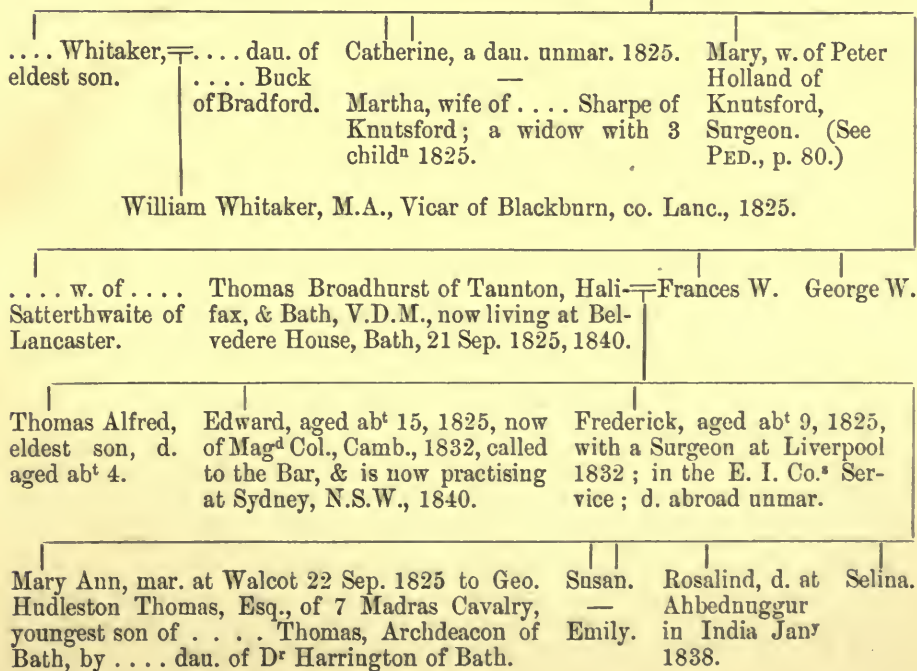 . . . . Whitaker,
eldest son.
. . . . dau. of
. . . . Buck
of Bradford.
Catherine, a dau. unmar. 1825.
—
Martha, wife of . . . . Sharpe of
Knutsford; a widow with 3
childⁿ 1825.
Mary, w. of Peter
Holland of
Knutsford,
Surgeon. (See
PED., p. 80.)
William Whitaker, M.A., Vicar of Blackburn, co. Lanc., 1825.
. . . . w. of . . . .
Satterthwaite of
Lancaster.
Thomas Broadhurst of Taunton, Hali-
fax, & Bath, V.D.M., now living at Bel-
vedere House, Bath, 21 Sep. 1825, 1840.
Frances W.
George W.
Thomas Alfred,
eldest son, d.
aged abᵗ 4.
Edward, aged abᵗ 15, 1825, now
of Magᵈ Col., Camb., 1832, called
to the Bar, & is now practising
at Sydney, N.S.W., 1840.
Frederick, aged abᵗ 9, 1825,
with a Surgeon at Liverpool
1832; in the E. I. Co.ˢ Ser-
vice; d. abroad unmar.
Mary Ann, mar. at Walcot 22 Sep. 1825 to Geo.
Hudleston Thomas, Esq., of 7 Madras Cavalry,
youngest son of . . . . Thomas, Archdeacon of
Bath, by . . . . dau. of Dʳ Harrington of Bath.
Susan.
—
Emily.
Rosalind, d. at
Ahbednuggur
in India Janʸ
1838.
Selina.